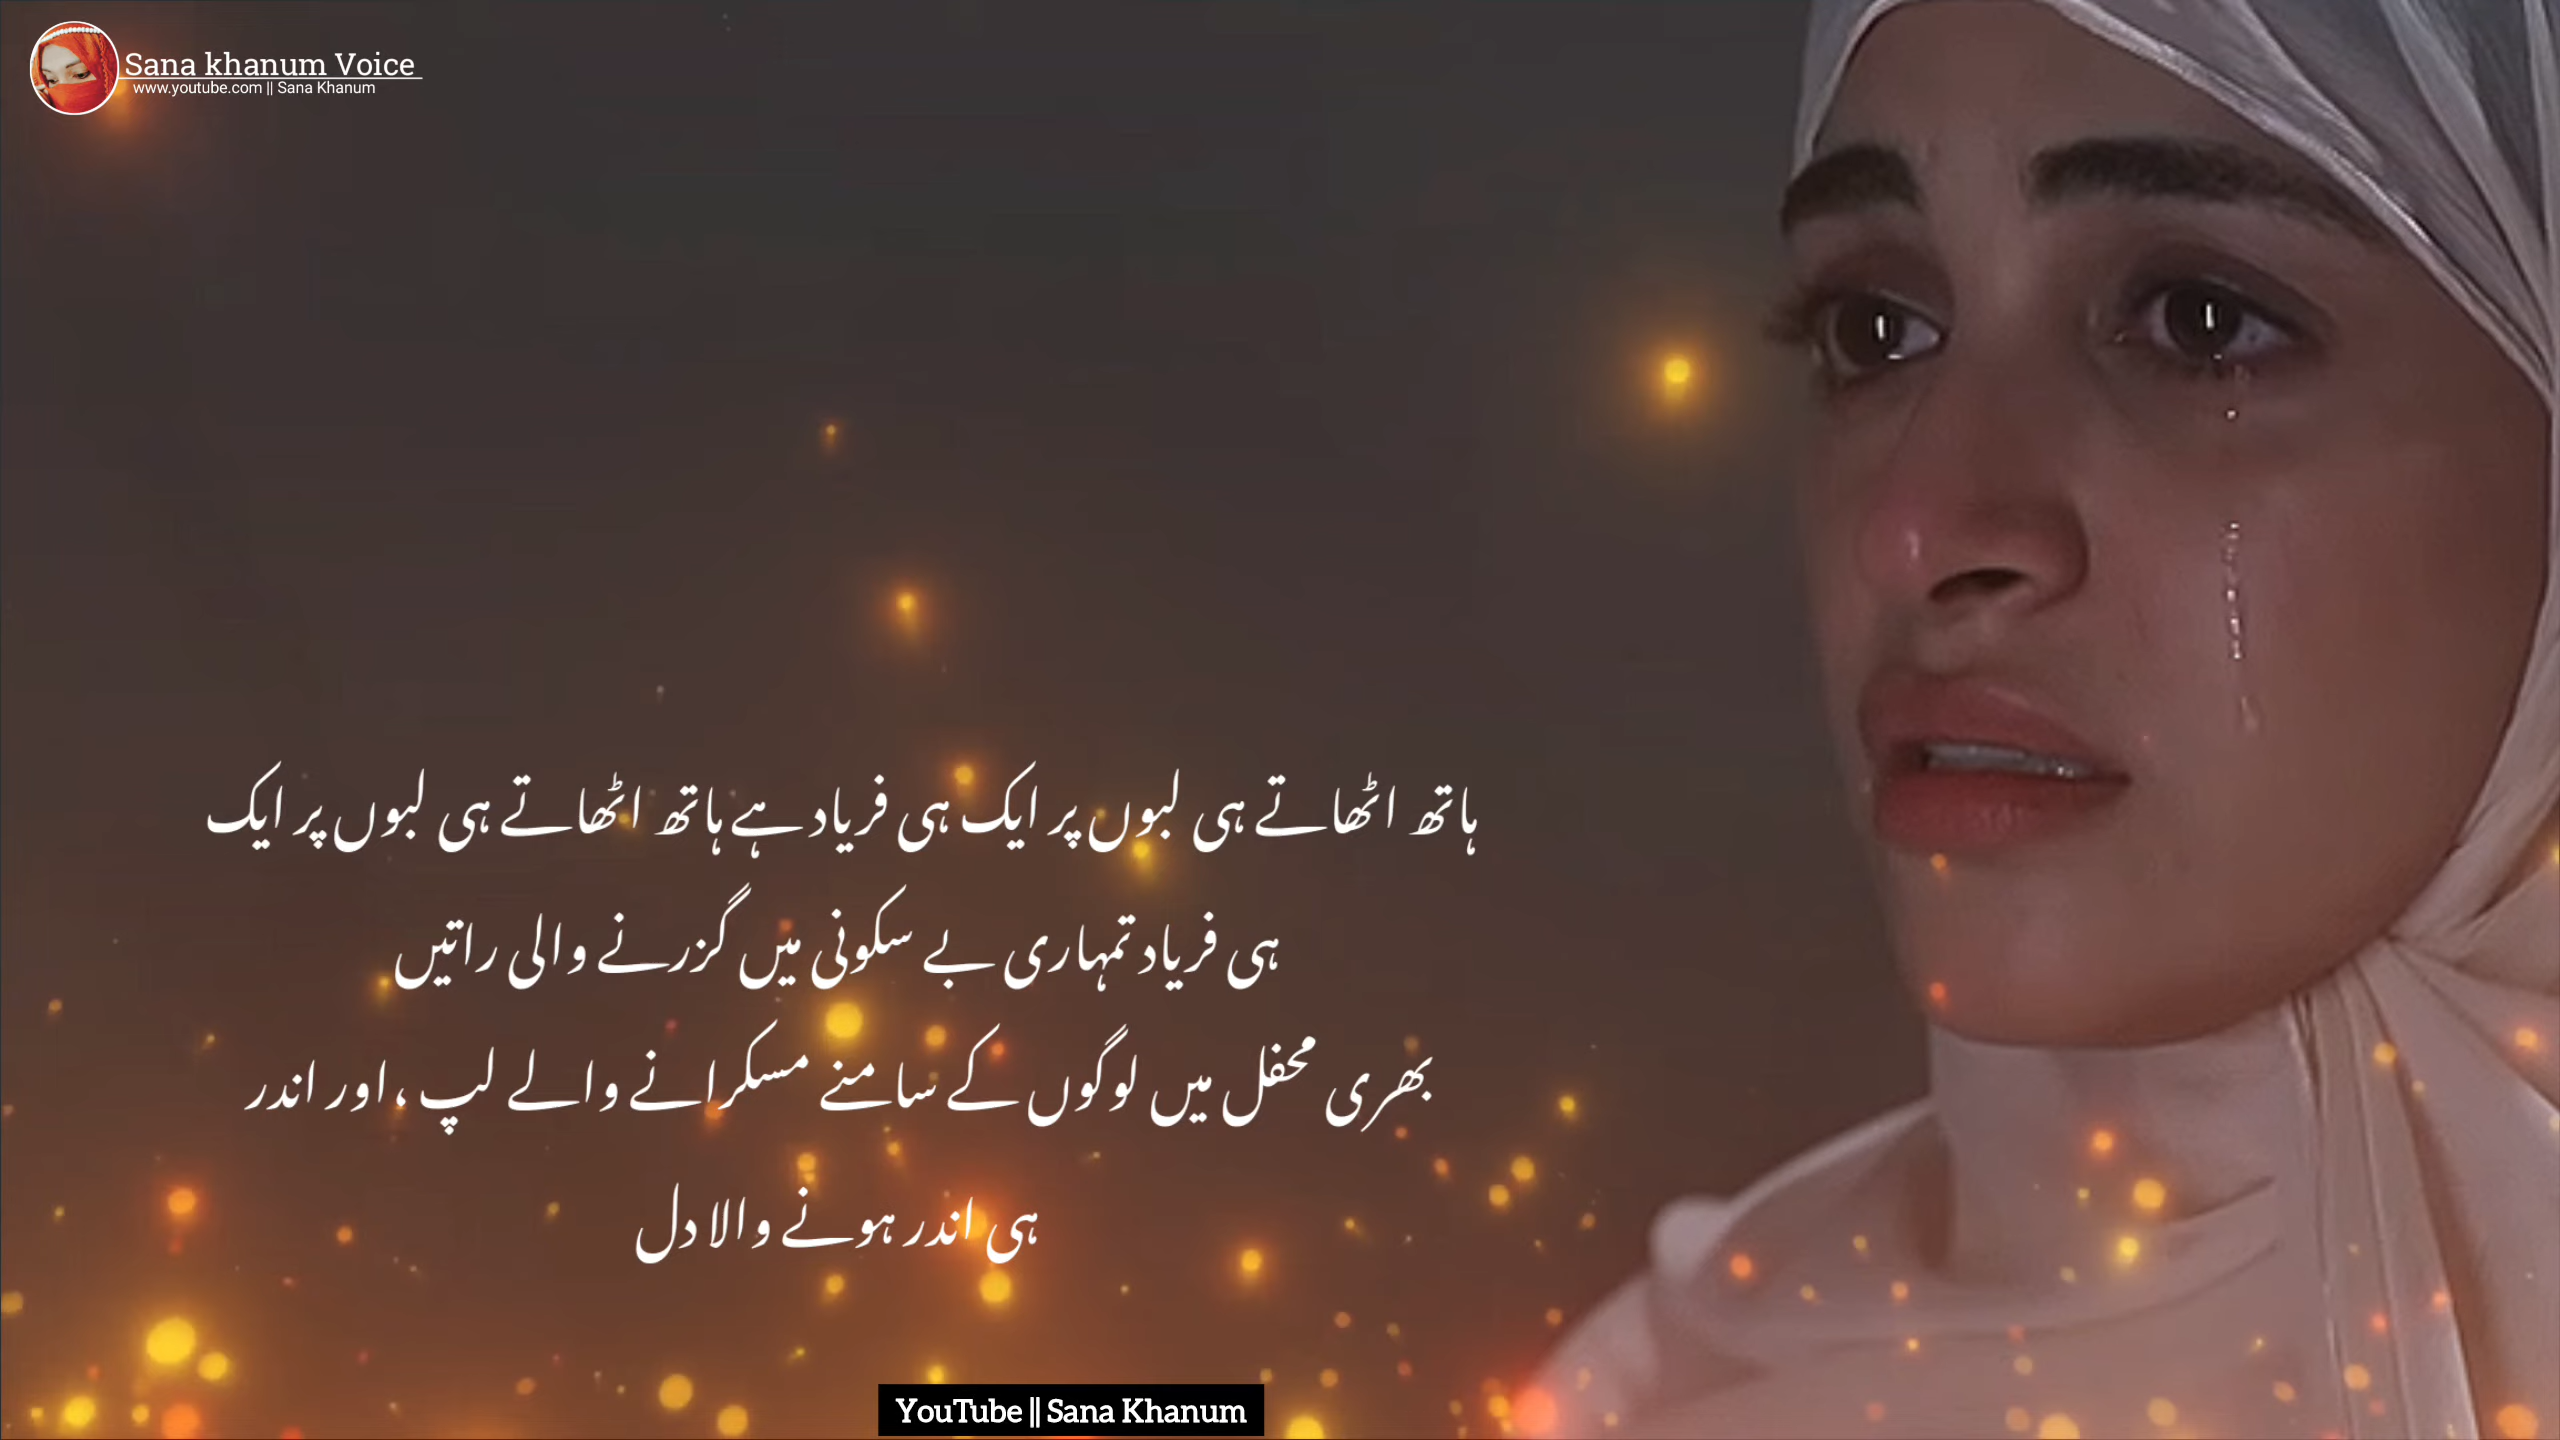 Sana khanum Voice
www.youtube.com || Sana Khanum
ہاتھ اٹھاتے ہی لبوں پر ایک ہی فریاد ہے ہاتھ اٹھاتے ہی لبوں پر ایک
ہی فریاد تمہاری بے سکونی میں گزرنے والی راتیں
بھری محفل میں لوگوں کے سامنے مسکرانے والے لپ ، اور اندر
ہی اندر ہونے والا دل
YouTube || Sana Khanum